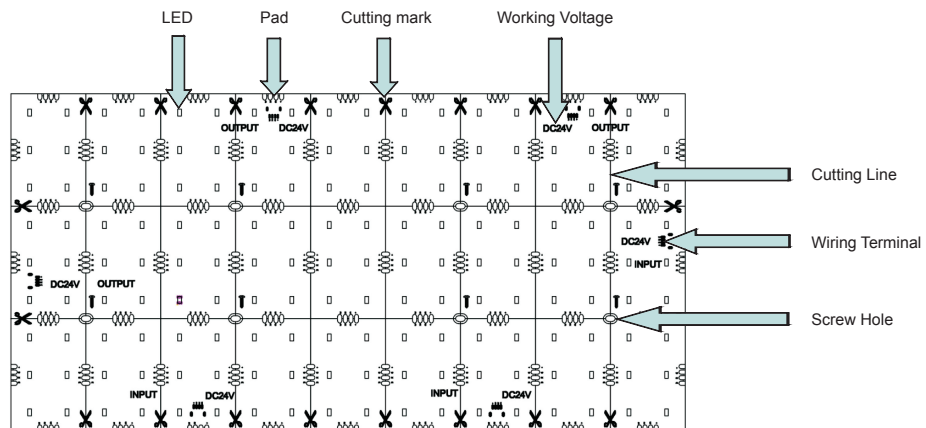 LED Pad Cutting mark Working Voltage
OUTPUT DC24V DC24V OUTPUT
Cutting Line
DC24V Wiring Terminal
INPUT
DC24V OUTPUT
Screw Hole
INPUT DC24V INPUT DC24V